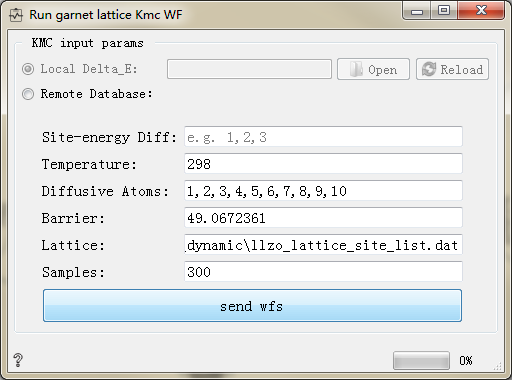 Run garnet lattice Kmc WF
KMC input params
Local Delta_E: Open Reload
Remote Database:
Site-energy Diff: e.g. 1,2,3
Temperature: 298
Diffusive Atoms: 1,2,3,4,5,6,7,8,9,10
Barrier: 49.0672361
Lattice: _dynamic\llzo_lattice_site_list.dat
Samples: 300
send wfs
? 0%